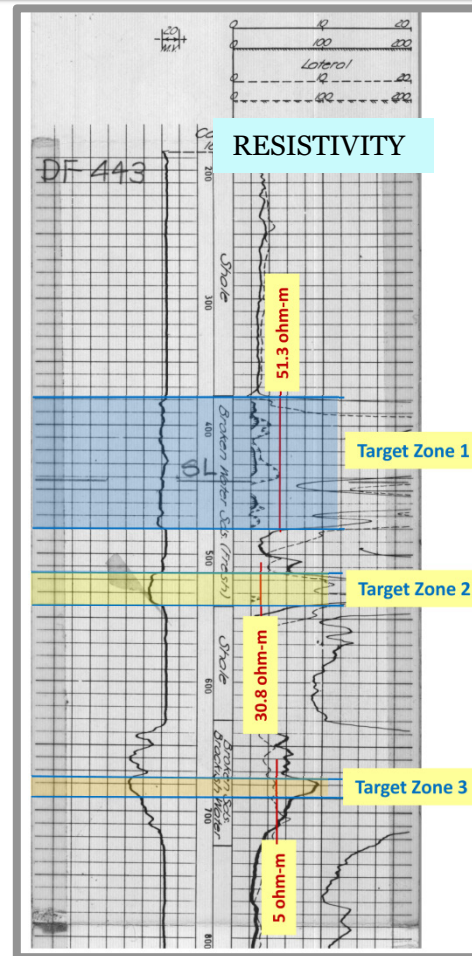 20
M.V.
0 10 20
0 100 200
Lateral
0 10 20
0 100 200
RESISTIVITY
DF-443
200
Shale
300
51.3 ohm-m
400
Broken Water Sds. (Fresh)
SL
Target Zone 1
500
Target Zone 2
Shale
600
30.8 ohm-m
Broken Sds.
Brackish Water
Target Zone 3
700
5 ohm-m
800